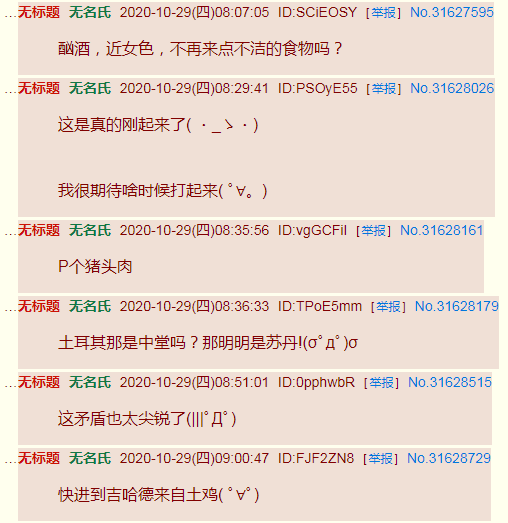 …无标题 无名氏 2020-10-29(四)08:07:05 ID:SCiEOSY [举报] No.31627595
酗酒，近女色，不再来点不洁的食物吗？
…无标题 无名氏 2020-10-29(四)08:29:41 ID:PSOyE55 [举报] No.31628026
这是真的刚起来了( ・_ゝ・)
我很期待啥时候打起来( ﾟ∀。)
…无标题 无名氏 2020-10-29(四)08:35:56 ID:vgGCFiI [举报] No.31628161
P个猪头肉
…无标题 无名氏 2020-10-29(四)08:36:33 ID:TPoE5mm [举报] No.31628179
土耳其那是中堂吗？那明明是苏丹!(σﾟдﾟ)σ
…无标题 无名氏 2020-10-29(四)08:51:01 ID:0pphwbR [举报] No.31628515
这矛盾也太尖锐了(|||ﾟДﾟ)
…无标题 无名氏 2020-10-29(四)09:00:47 ID:FJF2ZN8 [举报] No.31628729
快进到吉哈德来自土鸡( ﾟ∀ﾟ)